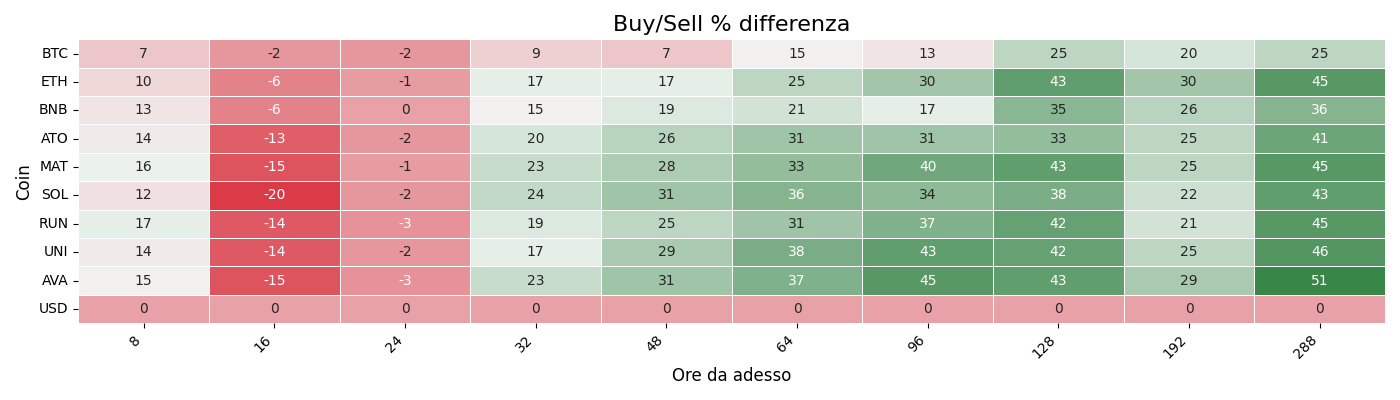 Buy/Sell % differenza
Coin
BTC 7 -2 -2 9 7 15 13 25 20 25
ETH 10 -6 -1 17 17 25 30 43 30 45
BNB 13 -6 0 15 19 21 17 35 26 36
ATO 14 -13 -2 20 26 31 31 33 25 41
MAT 16 -15 -1 23 28 33 40 43 25 45
SOL 12 -20 -2 24 31 36 34 38 22 43
RUN 17 -14 -3 19 25 31 37 42 21 45
UNI 14 -14 -2 17 29 38 43 42 25 46
AVA 15 -15 -3 23 31 37 45 43 29 51
USD 0 0 0 0 0 0 0 0 0 0
8 16 24 32 48 64 96 128 192 288
Ore da adesso